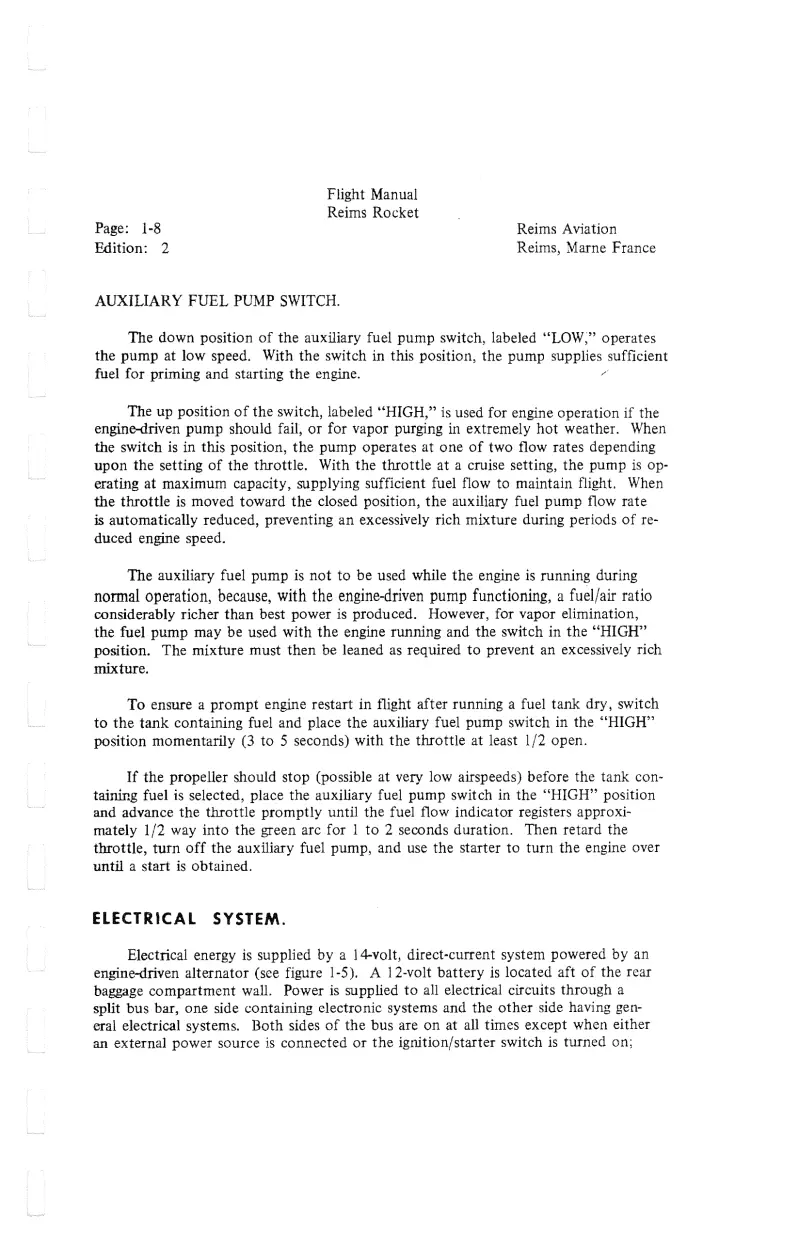 Flight Manual
Reims Rocket
Page: 1-8
Reims Aviation
Edition: 2
Reims, Marne France
AUXILIARY FUEL PUMP SWITCH.
The down position of the auxiliary fuel pump switch, labeled “LOW,” operates
the pump at low speed. With the switch in this position, the pump supplies sufficient
fuel for priming and starting the engine.
The up position of the switch, labeled “HIGH,” is used for engine operation if the
engine-driven pump should fail, or for vapor purging in extremely hot weather. When
the switch is in this position, the pump operates at one of two flow rates depending
upon the setting of the throttle. With the throttle at a cruise setting, the pump is op-
erating at maximum capacity, supplying sufficient fuel flow to maintain flight. When
the throttle is moved toward the closed position, the auxiliary fuel pump flow rate
is automatically reduced, preventing an excessively rich mixture during periods of re-
duced engine speed.
The auxiliary fuel pump is not to be used while the engine is running during
normal operation, because, with the engine-driven pump functioning, a fuel/air ratio
considerably richer than best power is produced. However, for vapor elimination,
the fuel pump may be used with the engine running and the switch in the “HIGH”
position. The mixture must then be leaned as required to prevent an excessively rich
mixture.
To ensure a prompt engine restart in flight after running a fuel tank dry, switch
to the tank containing fuel and place the auxiliary fuel pump switch in the “HIGH”
position momentarily (3 to 5 seconds) with the throttle at least 1/2 open.
If the propeller should stop (possible at very low airspeeds) before the tank con-
taining fuel is selected, place the auxiliary fuel pump switch in the “HIGH” position
and advance the throttle promptly until the fuel flow indicator registers approxi-
mately 1/2 way into the green arc for 1 to 2 seconds duration. Then retard the
throttle, turn off the auxiliary fuel pump, and use the starter to turn the engine over
until a start is obtained.
ELECTRICAL SYSTEM.
Electrical energy is supplied by a 14-volt, direct-current system powered by an
engine-driven alternator (see figure 1-5). A 12-volt battery is located aft of the rear
baggage compartment wall. Power is supplied to all electrical circuits through a
split bus bar, one side containing electronic systems and the other side having gen-
eral electrical systems. Both sides of the bus are on at all times except when either
an external power source is connected or the ignition/starter switch is turned on;